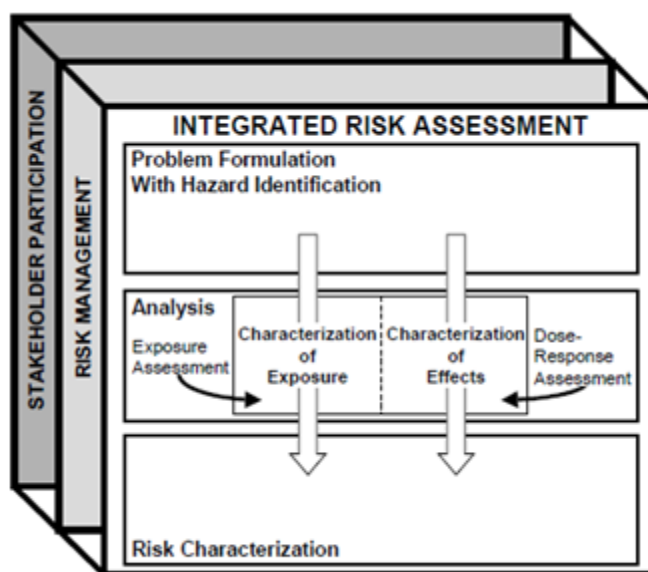 STAKEHOLDER PARTICIPATION
RISK MANAGEMENT
INTEGRATED RISK ASSESSMENT
Problem Formulation
With Hazard Identification
Analysis
Exposure
Assessment
Characterization
of
Exposure
Characterization
of
Effects
Dose-
Response
Assessment
Risk Characterization